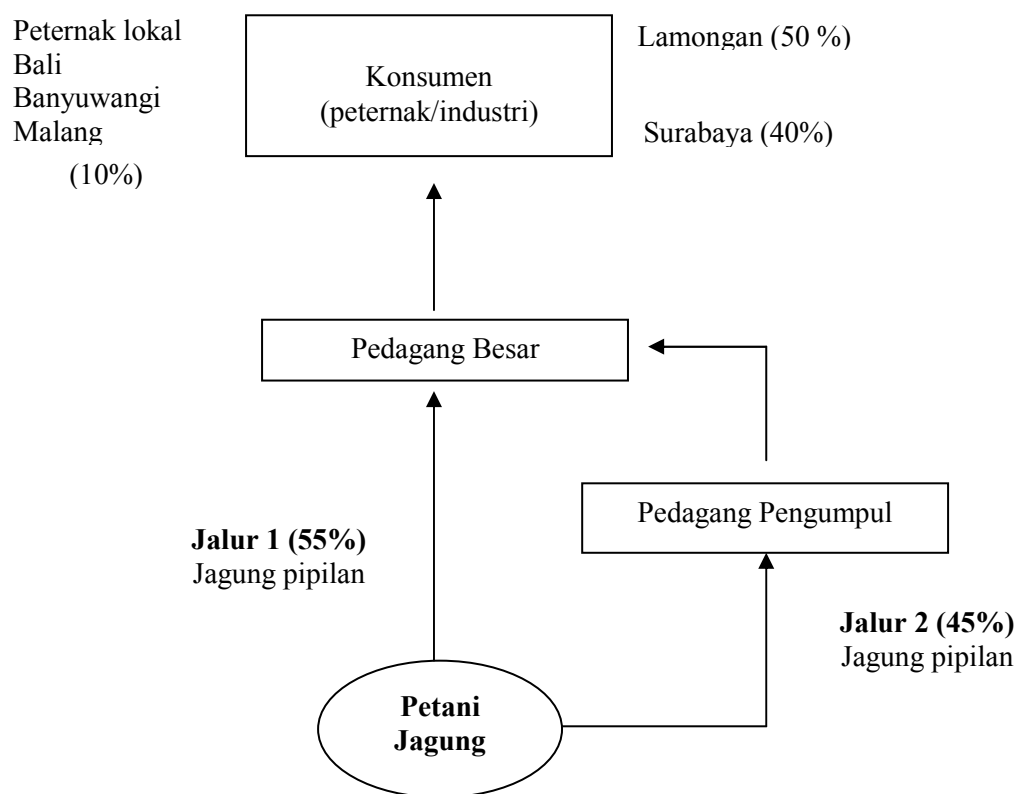 Peternak lokal
Bali
Banyuwangi
Malang
(10%)
Konsumen
(peternak/industri)
Lamongan (50 %)
Surabaya (40%)
Pedagang Besar
Pedagang Pengumpul
Jalur 1 (55%)
Jagung pipilan
Jalur 2 (45%)
Jagung pipilan
Petani
Jagung